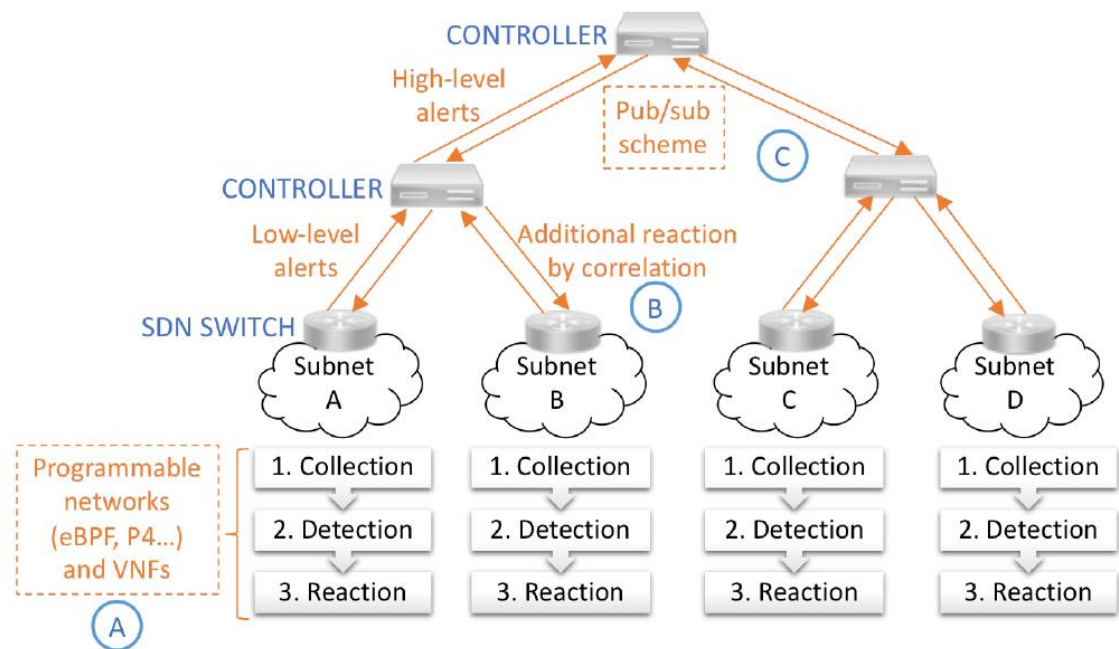 CONTROLLER
High-level
alerts
Pub/sub
scheme
C
CONTROLLER
Low-level
alerts
Additional reaction
by correlation
B
SDN SWITCH
Subnet
A
Subnet
B
Subnet
C
Subnet
D
Programmable
networks
(eBPF, P4...)
and VNFs
A
1. Collection
2. Detection
3. Reaction
1. Collection
2. Detection
3. Reaction
1. Collection
2. Detection
3. Reaction
1. Collection
2. Detection
3. Reaction